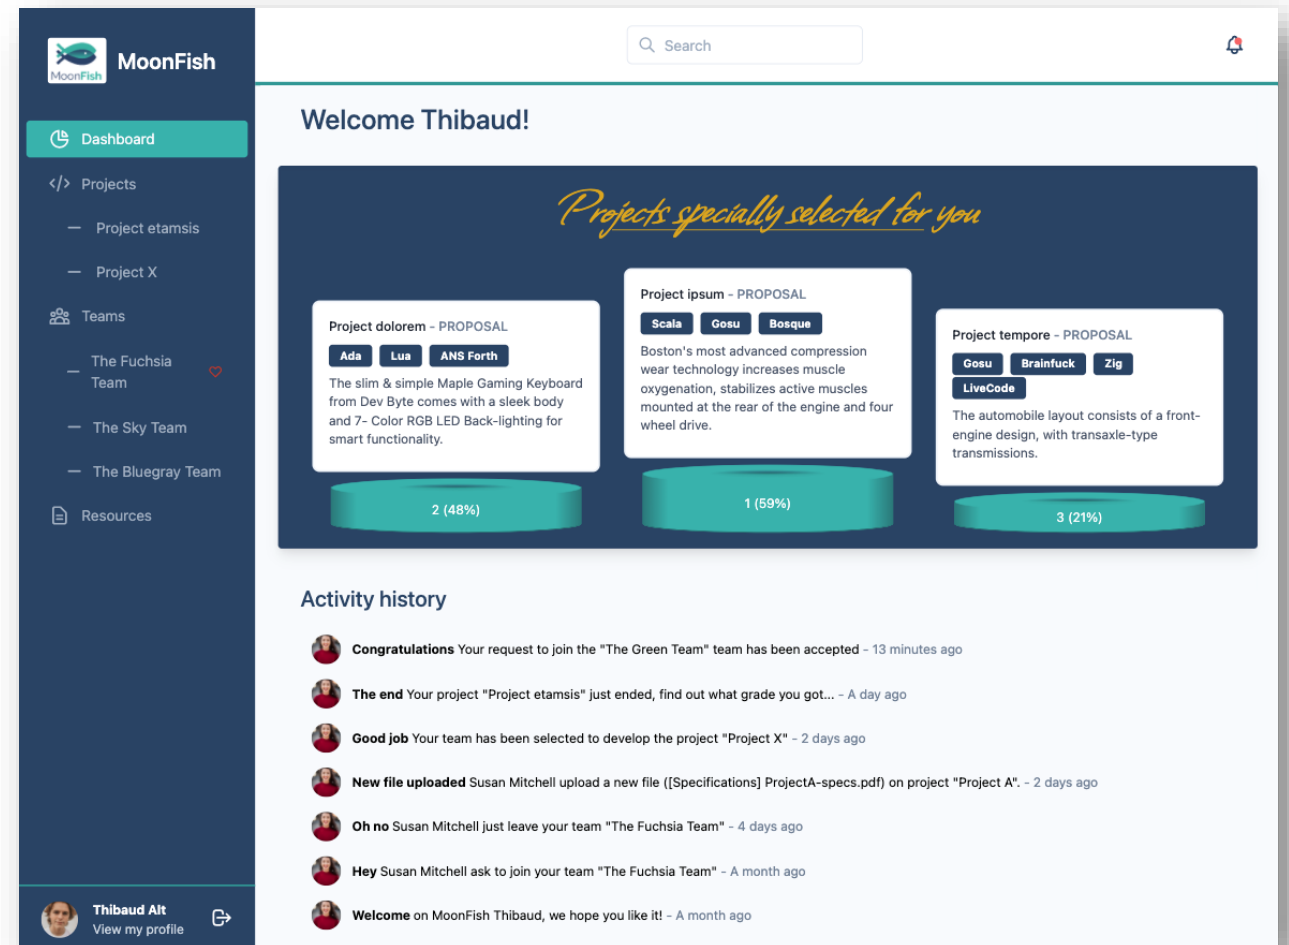 MoonFish
MoonFish
Search
Dashboard
Projects
Project etamsis
Project X
Teams
The Fuchsia
Team
The Sky Team
The Bluegray Team
Resources
Thibaud Alt
View my profile
Welcome Thibaud!
Projects specially selected for you
Project dolorem - PROPOSAL
Ada Lua ANS Forth
The slim & simple Maple Gaming Keyboard
from Dev Byte comes with a sleek body
and 7- Color RGB LED Back-lighting for
smart functionality.
2 (48%)
Project ipsum - PROPOSAL
Scala Gosu Bosque
Boston's most advanced compression
wear technology increases muscle
oxygenation, stabilizes active muscles
mounted at the rear of the engine and four
wheel drive.
1 (59%)
Project tempore - PROPOSAL
Gosu Brainfuck Zig
LiveCode
The automobile layout consists of a front-
engine design, with transaxle-type
transmissions.
3 (21%)
Activity history
Congratulations Your request to join the "The Green Team" team has been accepted - 13 minutes ago
The end Your project "Project etamsis" just ended, find out what grade you got... - A day ago
Good job Your team has been selected to develop the project "Project X" - 2 days ago
New file uploaded Susan Mitchell upload a new file ([Specifications] ProjectA-specs.pdf) on project "Project A". - 2 days ago
Oh no Susan Mitchell just leave your team "The Fuchsia Team" - 4 days ago
Hey Susan Mitchell ask to join your team "The Fuchsia Team" - A month ago
Welcome on MoonFish Thibaud, we hope you like it! - A month ago